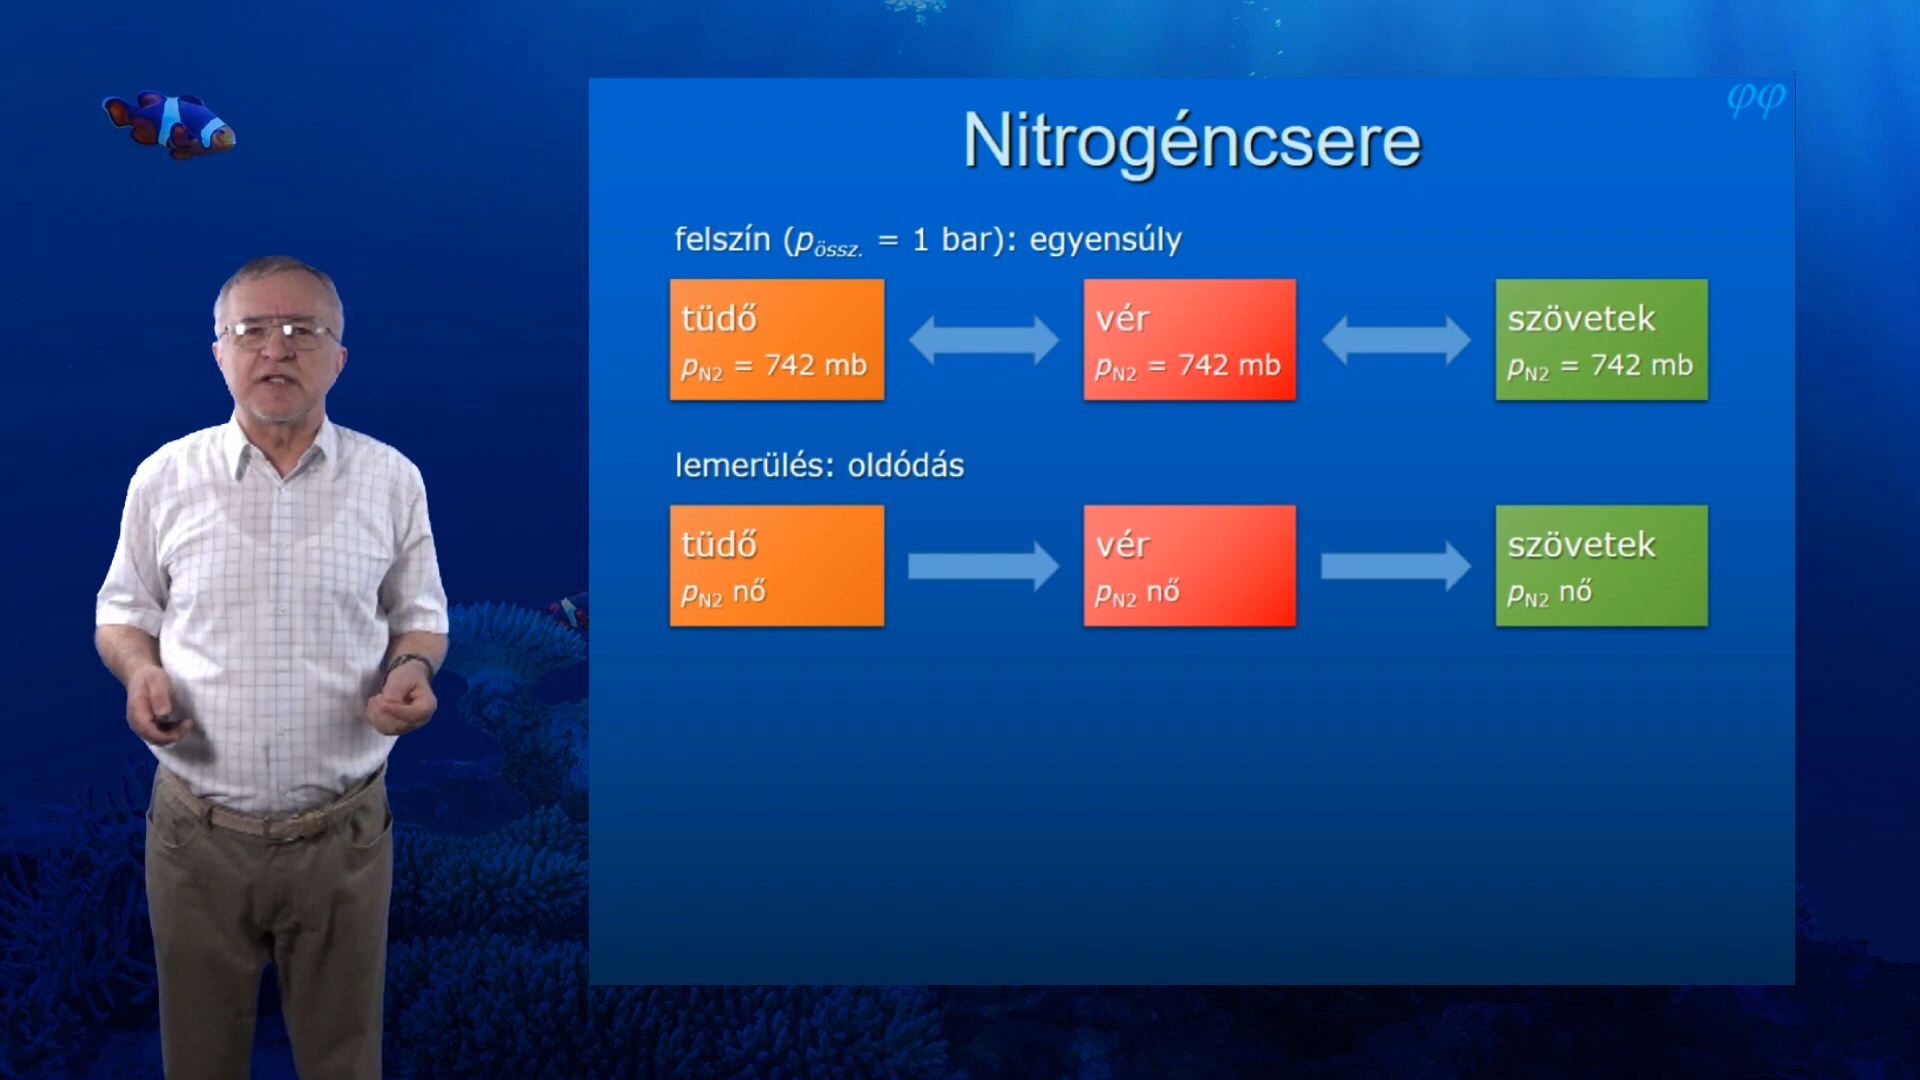 φφ
Nitrogéncsere
felszín (pössz. = 1 bar): egyensúly
tüdő
pN2 = 742 mb
vér
pN2 = 742 mb
szövetek
pN2 = 742 mb
lemerülés: oldódás
tüdő
pN2 nő
vér
pN2 nő
szövetek
pN2 nő